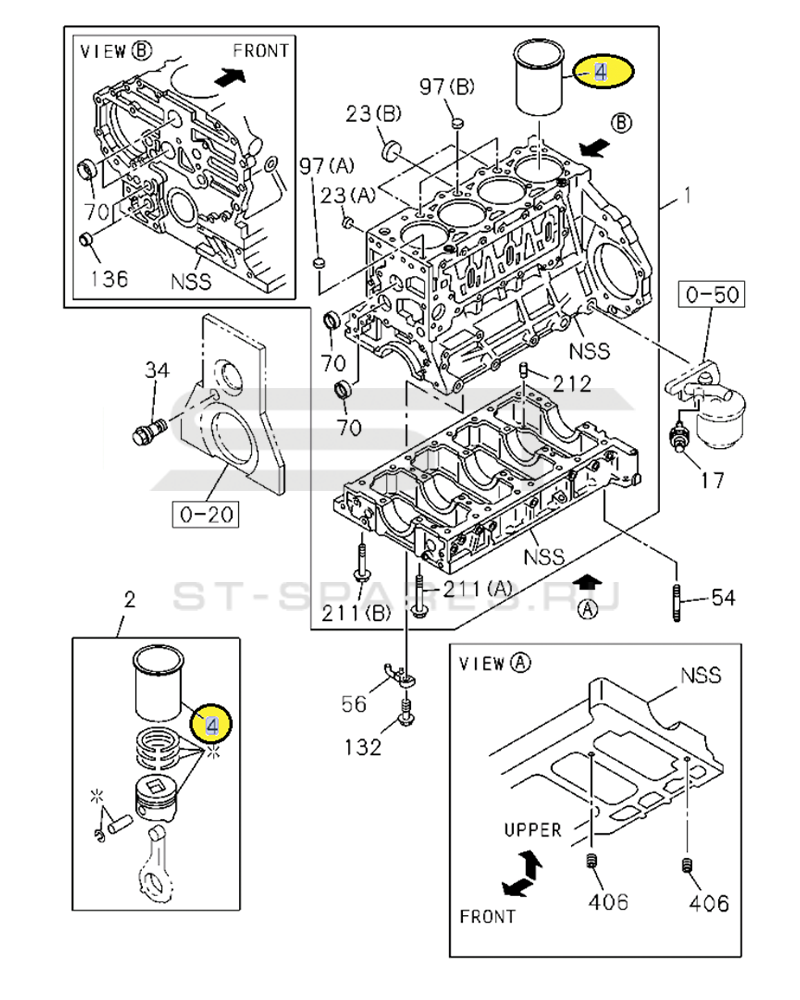 VIEW B FRONT
4
97(B)
23(B)
B
97(A)
23(A)
1
70
136
NSS
0-50
70
NSS
34
212
70
17
0-20
NSS
211(A)
ST-SPARES.RU
54
211(B)
A
2
VIEW A
NSS
56
4
132
UPPER
406
406
FRONT